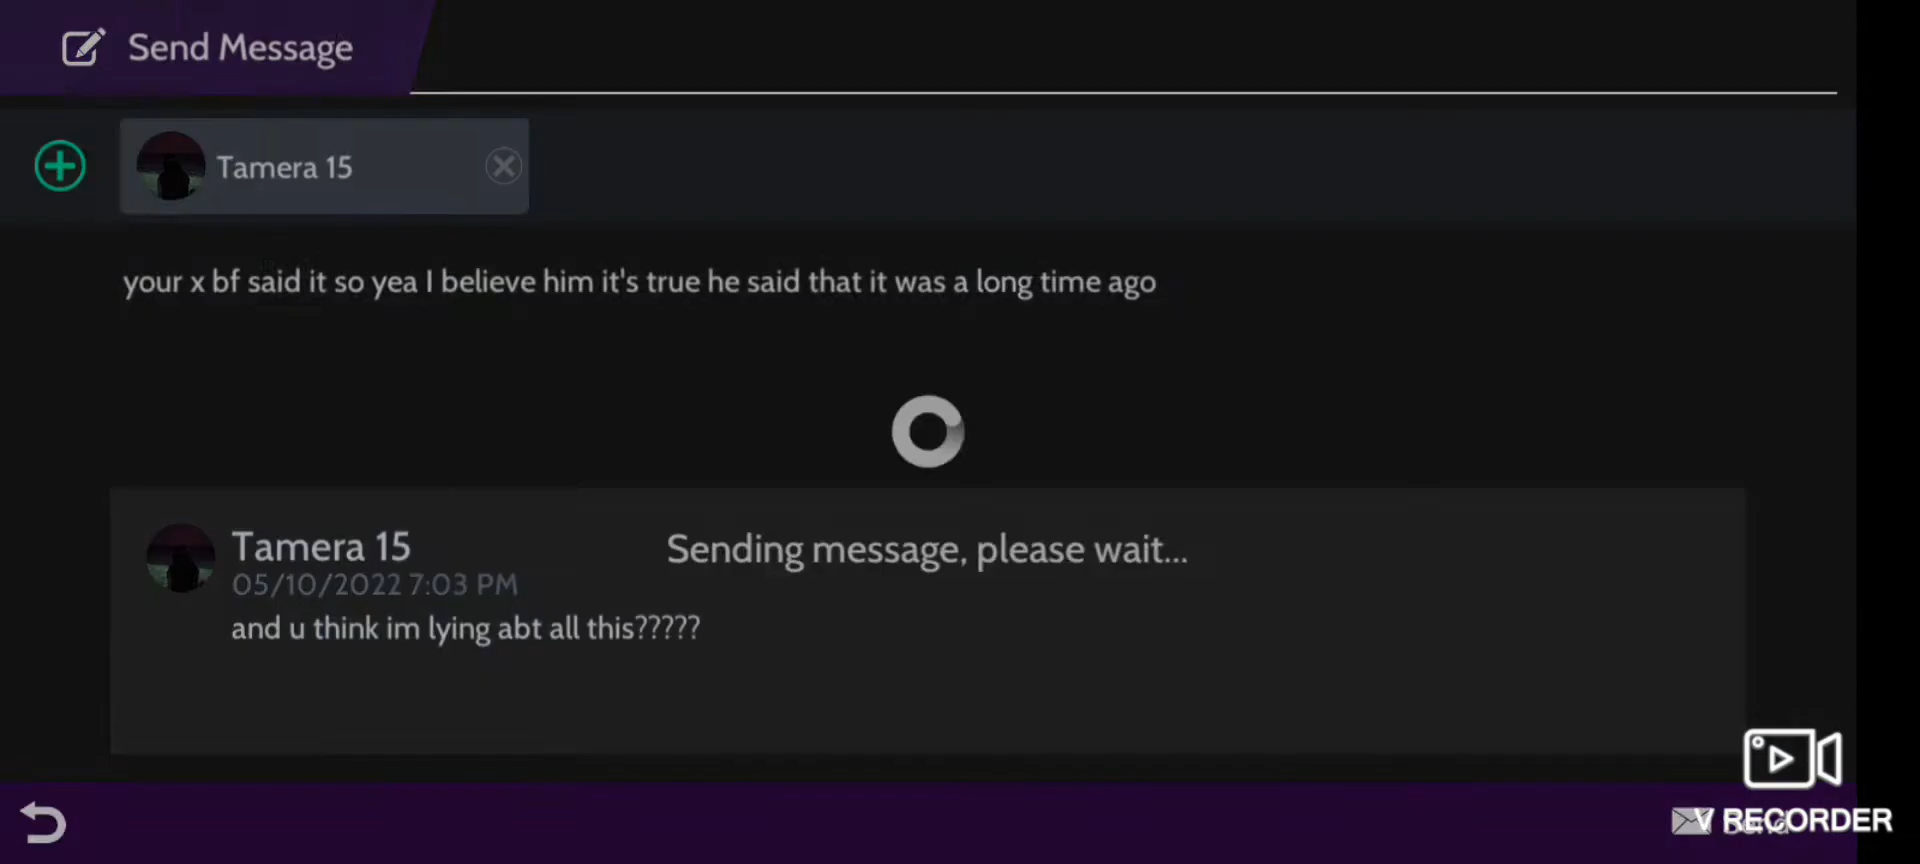 Send Message
Tamera 15
your x bf said it so yea I believe him it's true he said that it was a long time ago
Tamera 15
Sending message, please wait...
05/10/2022 7:03 PM
and u think im lying abt all this?????
V RECORDER